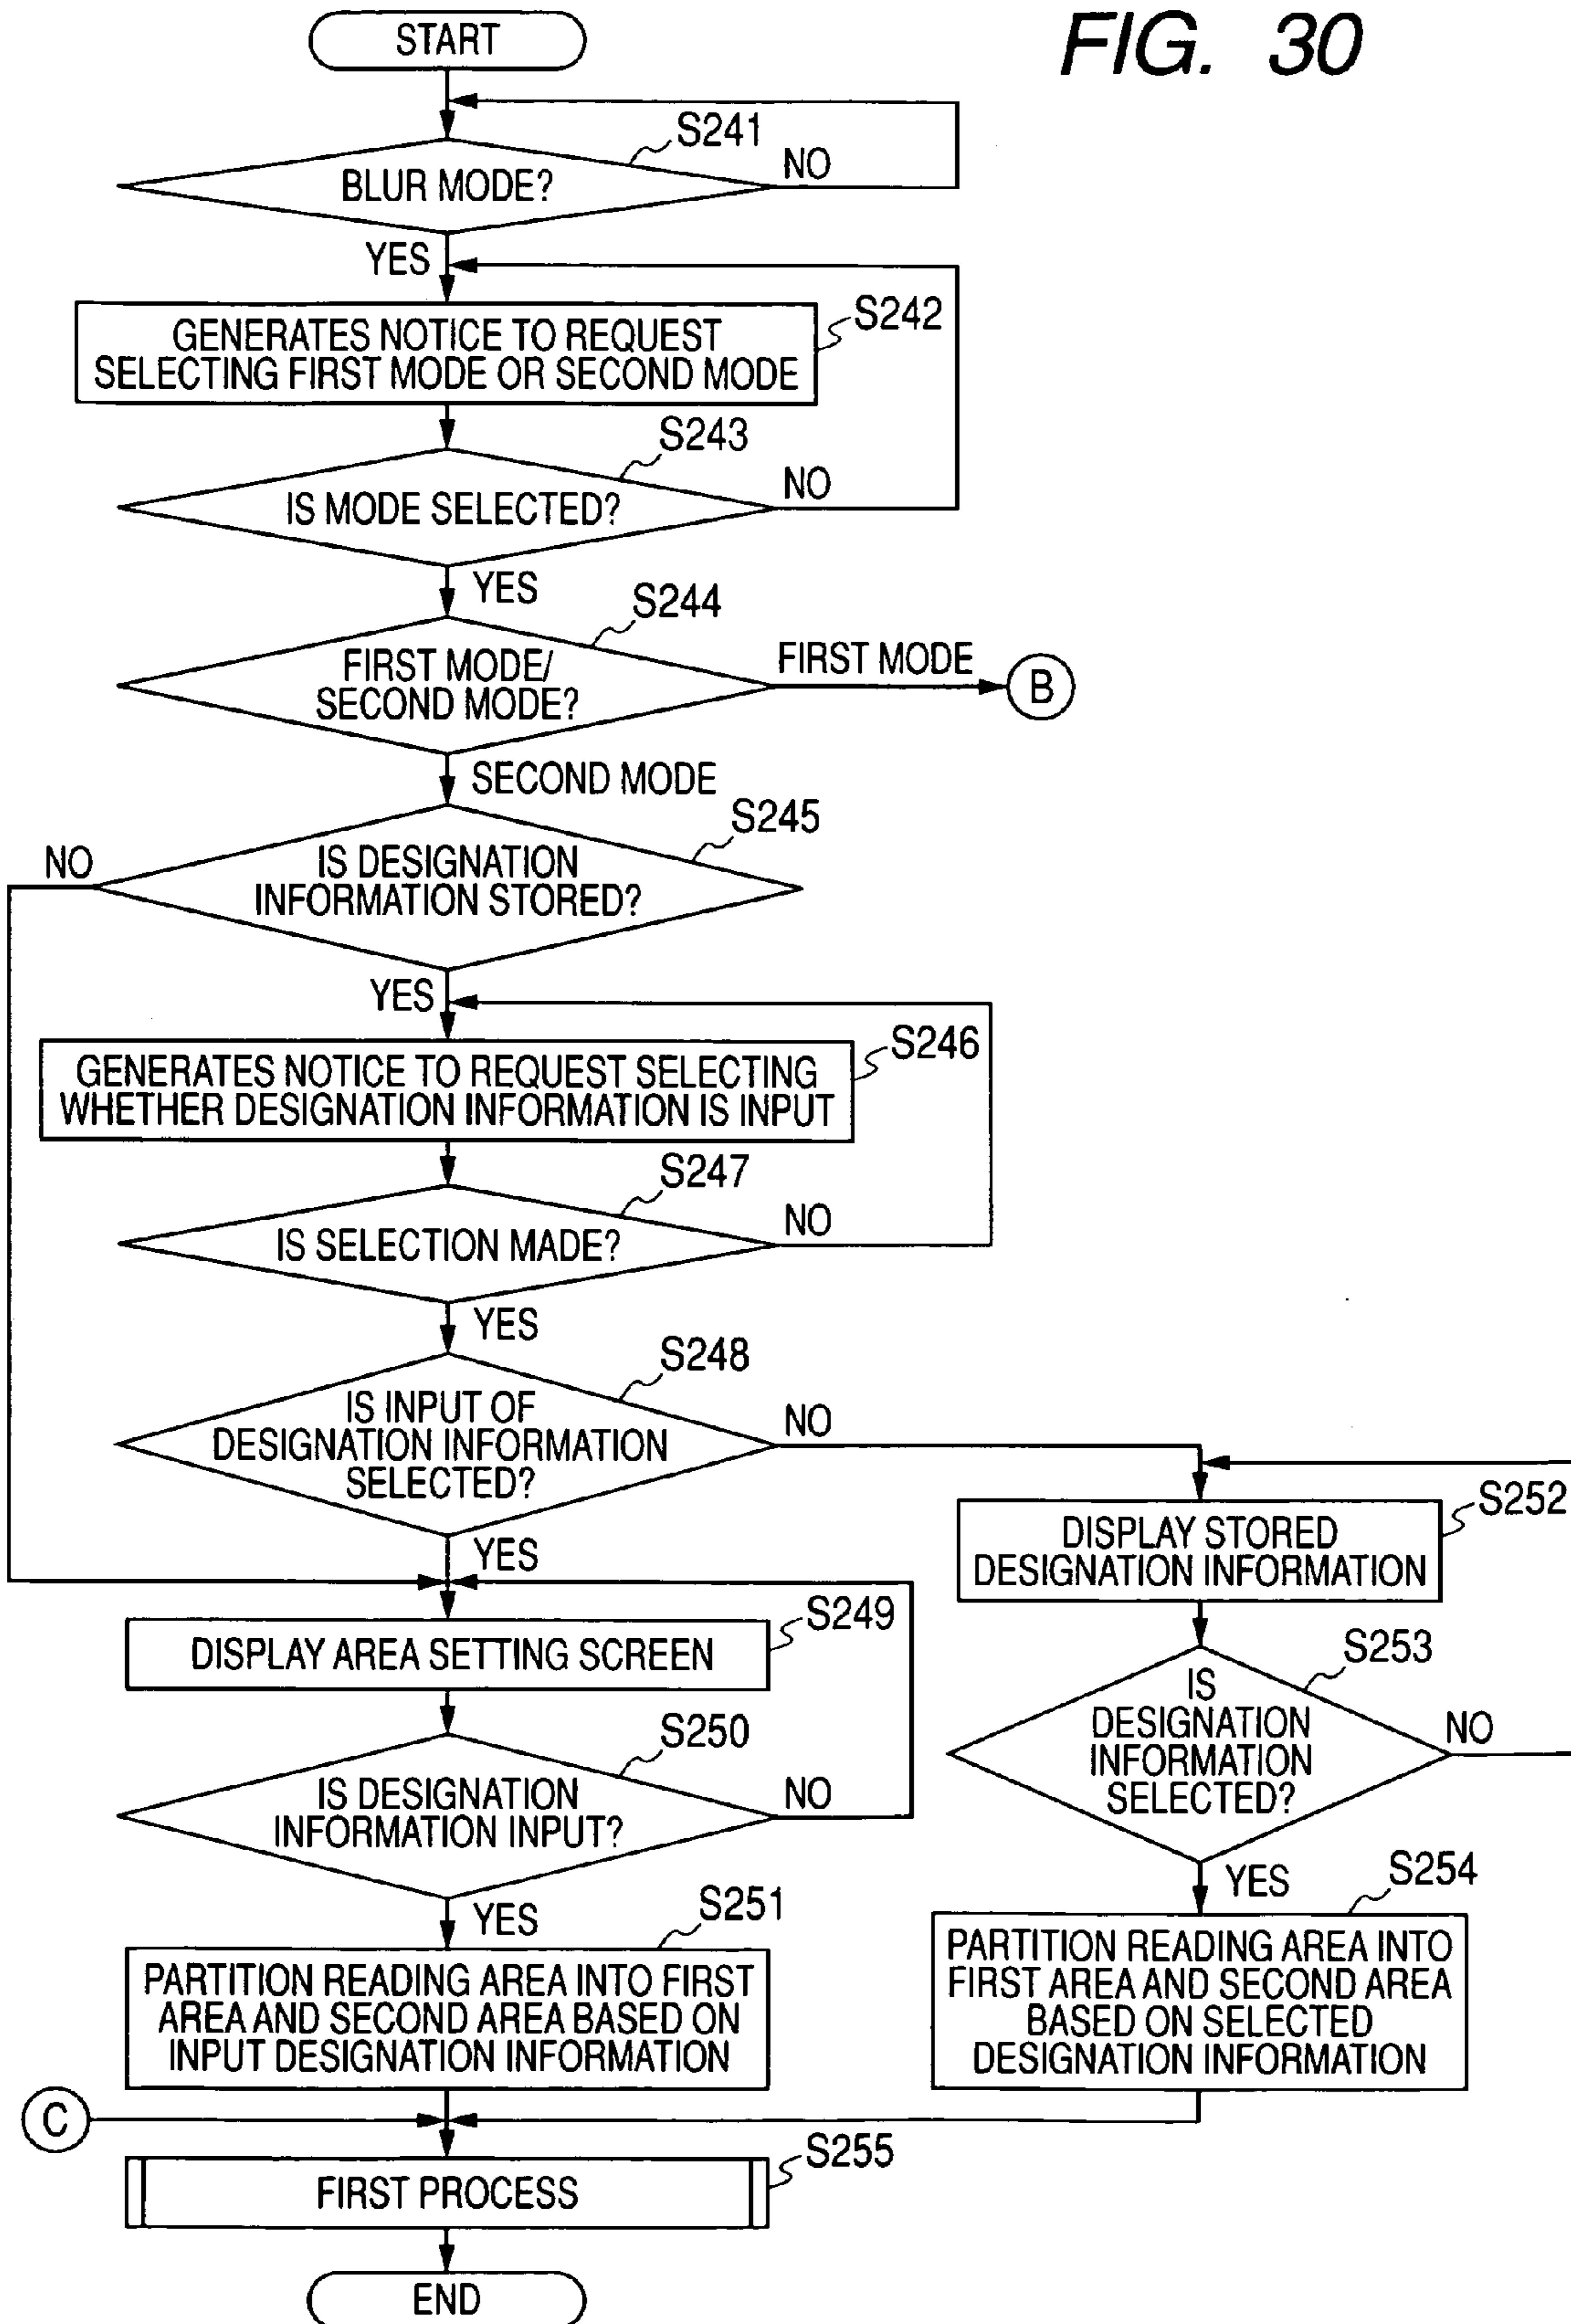 FIG. 30
START
S241
BLUR MODE?
NO
YES
S242
GENERATES NOTICE TO REQUEST
SELECTING FIRST MODE OR SECOND MODE
S243
IS MODE SELECTED?
NO
YES
S244
FIRST MODE/
SECOND MODE?
FIRST MODE
B
SECOND MODE
S245
NO
IS DESIGNATION
INFORMATION STORED?
YES
S246
GENERATES NOTICE TO REQUEST SELECTING
WHETHER DESIGNATION INFORMATION IS INPUT
S247
IS SELECTION MADE?
NO
YES
S248
IS INPUT OF
DESIGNATION INFORMATION
SELECTED?
NO
YES
S249
DISPLAY AREA SETTING SCREEN
S250
IS DESIGNATION
INFORMATION INPUT?
NO
YES
S251
PARTITION READING AREA INTO FIRST
AREA AND SECOND AREA BASED ON
INPUT DESIGNATION INFORMATION
S252
DISPLAY STORED
DESIGNATION INFORMATION
S253
IS
DESIGNATION
INFORMATION
SELECTED?
NO
YES
S254
PARTITION READING AREA INTO
FIRST AREA AND SECOND AREA
BASED ON SELECTED
DESIGNATION INFORMATION
C
S255
FIRST PROCESS
END